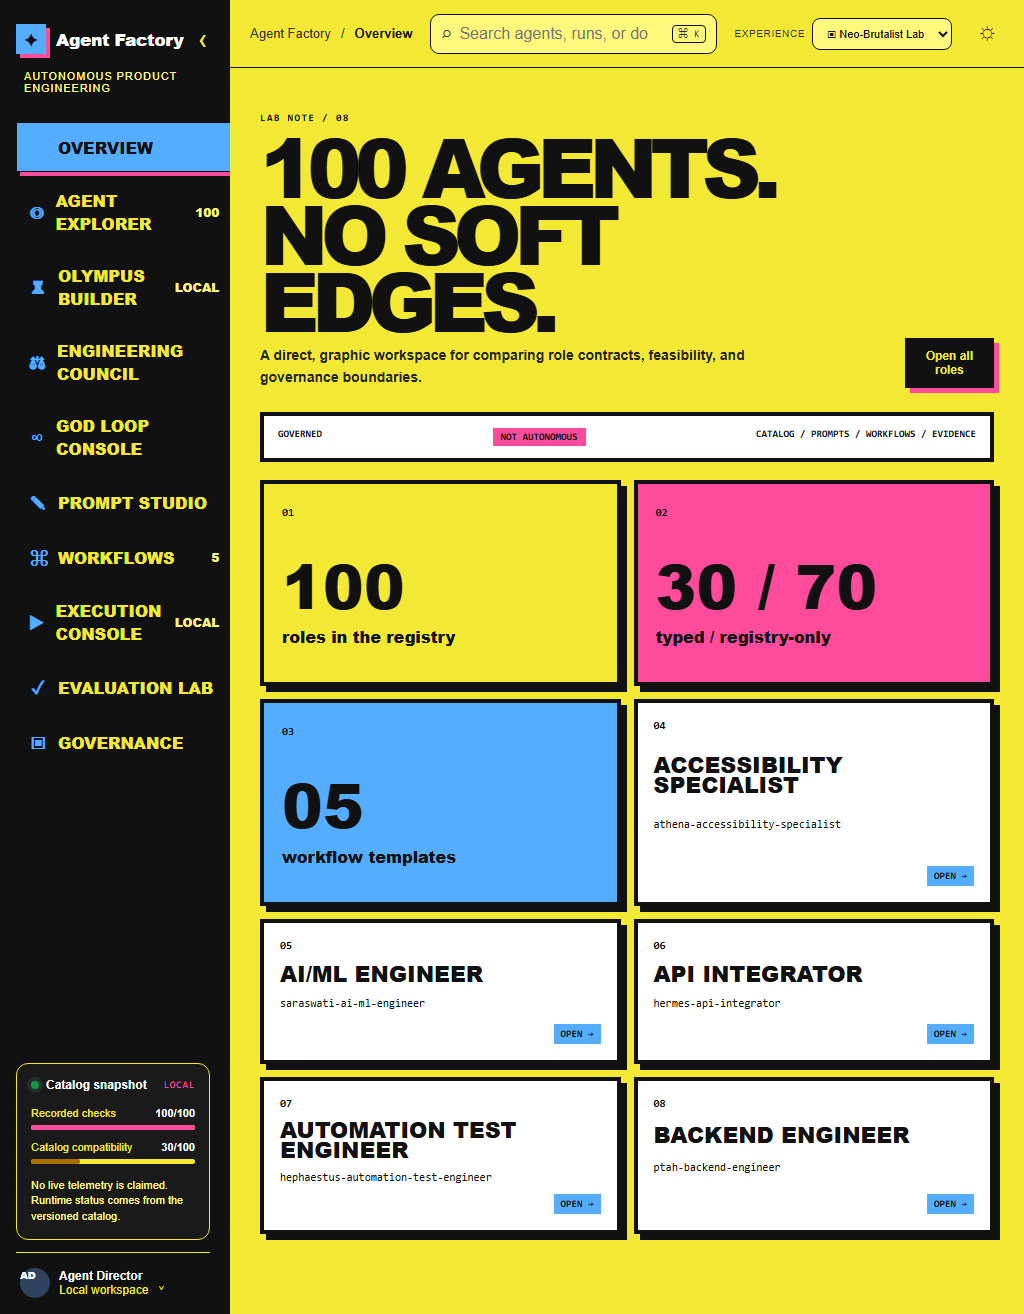 Agent Factory
AUTONOMOUS PRODUCT
ENGINEERING
OVERVIEW
AGENT
EXPLORER
100
OLYMPUS
BUILDER
LOCAL
ENGINEERING
COUNCIL
GOD LOOP
CONSOLE
PROMPT STUDIO
WORKFLOWS 5
EXECUTION
CONSOLE
LOCAL
EVALUATION LAB
GOVERNANCE
Catalog snapshot LOCAL
Recorded checks 100/100
Catalog compatibility 30/100
No live telemetry is claimed.
Runtime status comes from the
versioned catalog.
AD
Agent Director
Local workspace
Agent Factory / Overview
Search agents, runs, or do
⌘ K
EXPERIENCE
Neo-Brutalist Lab
LAB NOTE / 08
100 AGENTS.
NO SOFT
EDGES.
A direct, graphic workspace for comparing role contracts, feasibility, and
governance boundaries.
Open all
roles
GOVERNED
NOT AUTONOMOUS
CATALOG / PROMPTS / WORKFLOWS / EVIDENCE
01
100
roles in the registry
02
30 / 70
typed / registry-only
03
05
workflow templates
04
ACCESSIBILITY
SPECIALIST
athena-accessibility-specialist
OPEN →
05
AI/ML ENGINEER
saraswati-ai-ml-engineer
OPEN →
06
API INTEGRATOR
hermes-api-integrator
OPEN →
07
AUTOMATION TEST
ENGINEER
hephaestus-automation-test-engineer
OPEN →
08
BACKEND ENGINEER
ptah-backend-engineer
OPEN →